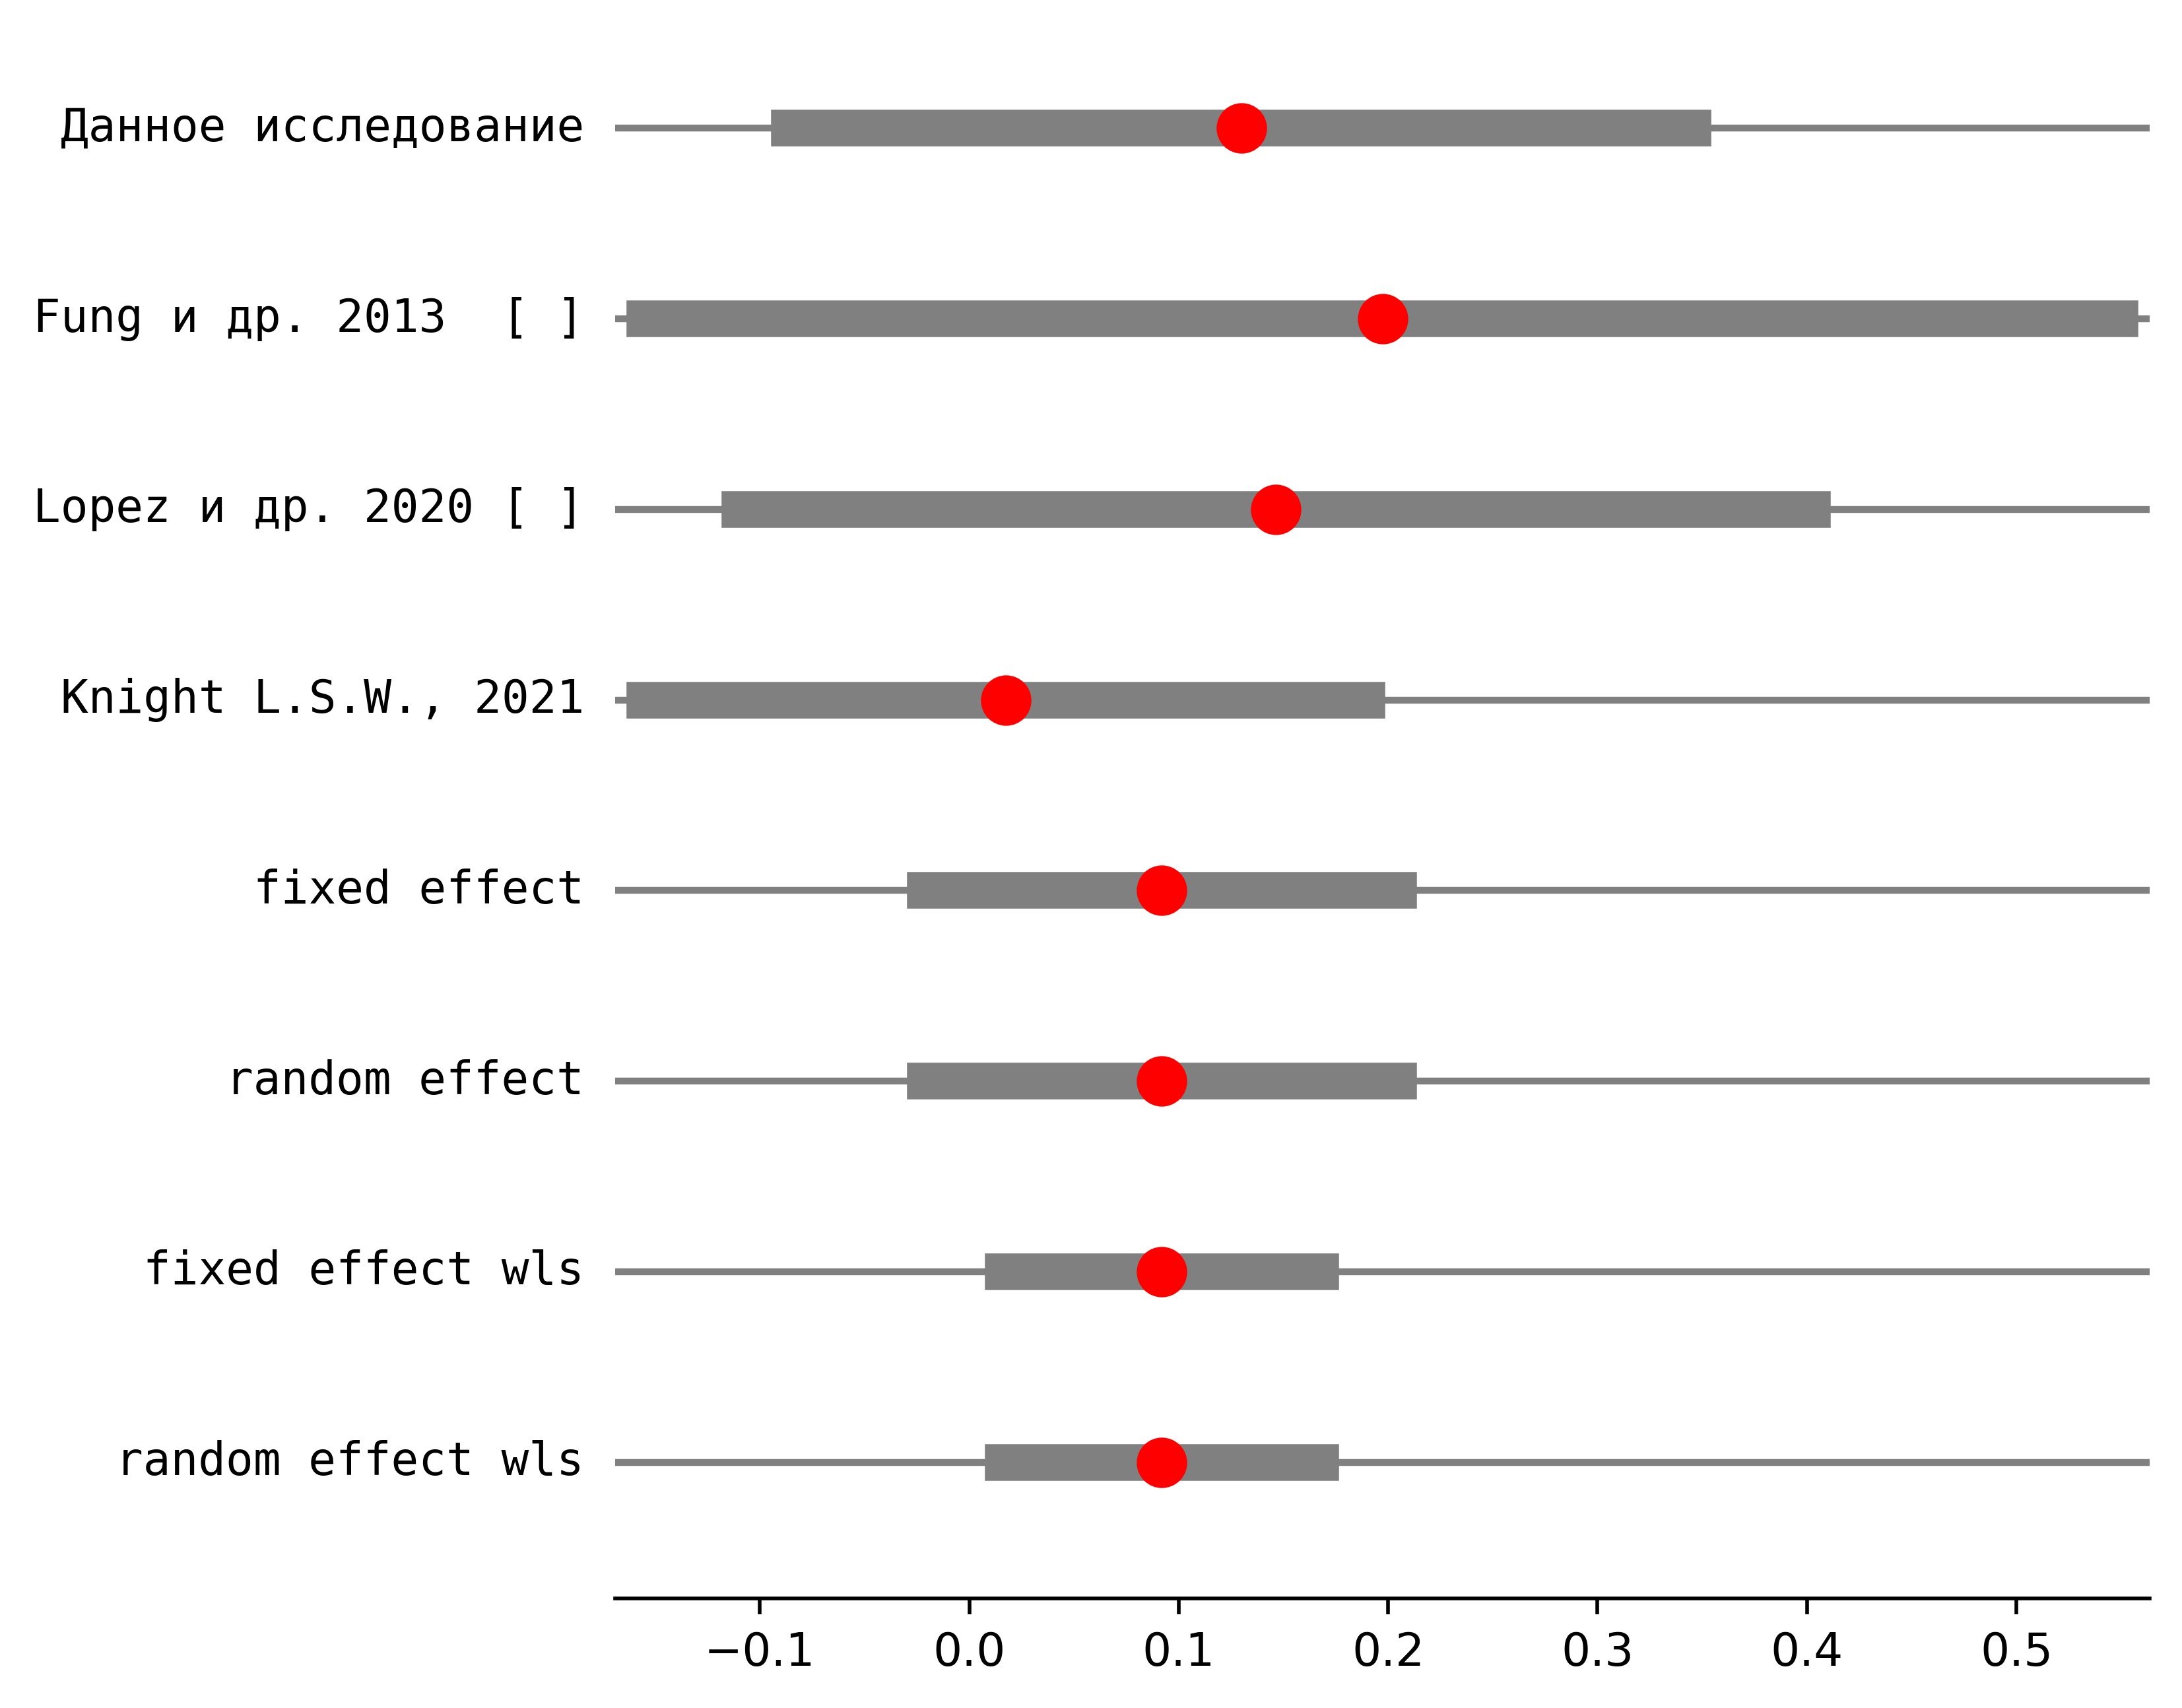 Данное исследование
Fung и др. 2013  [ ]
Lopez и др. 2020 [ ]
Knight L.S.W., 2021
fixed effect
random effect
fixed effect wls
random effect wls
−0.1 0.0 0.1 0.2 0.3 0.4 0.5